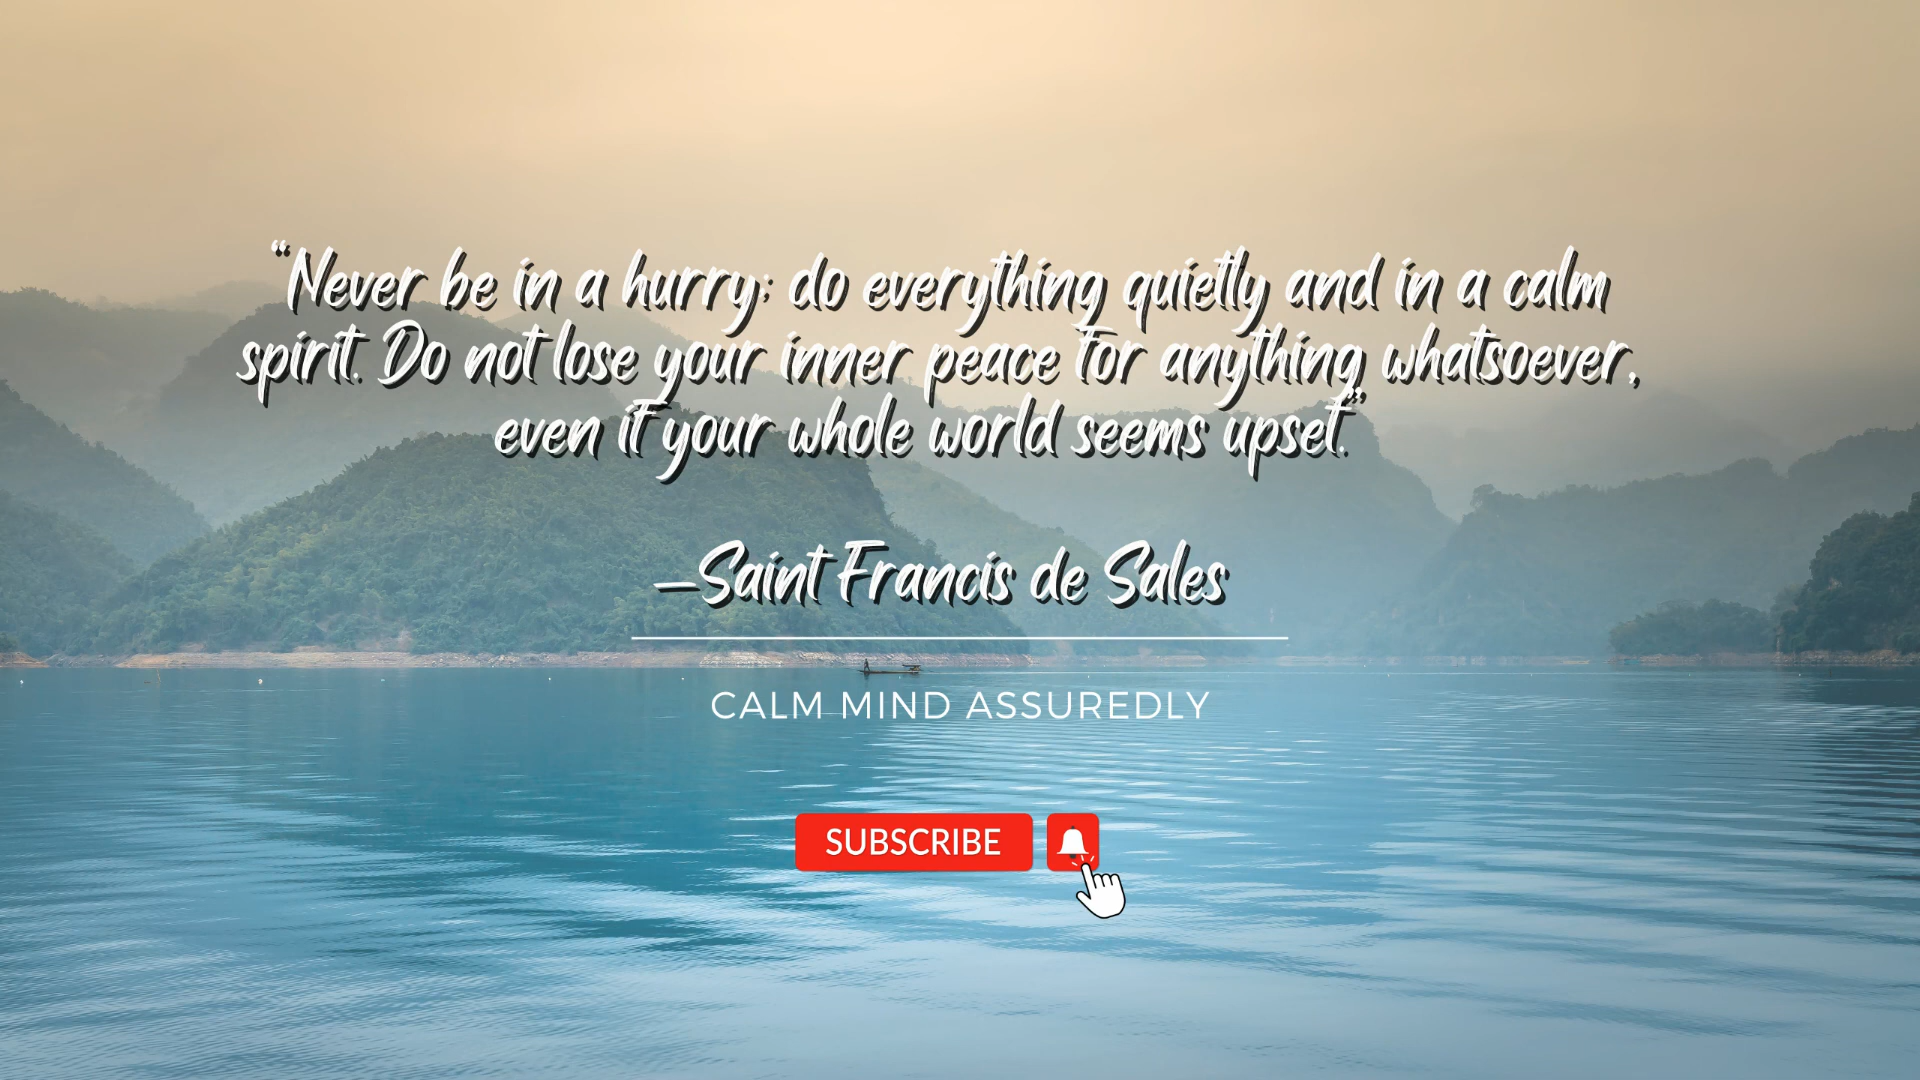 “Never be in a hurry; do everything quietly and in a calm
spirit. Do not lose your inner peace for anything whatsoever,
even if your whole world seems upset.”
—Saint Francis de Sales
CALM MIND ASSUREDLY
SUBSCRIBE